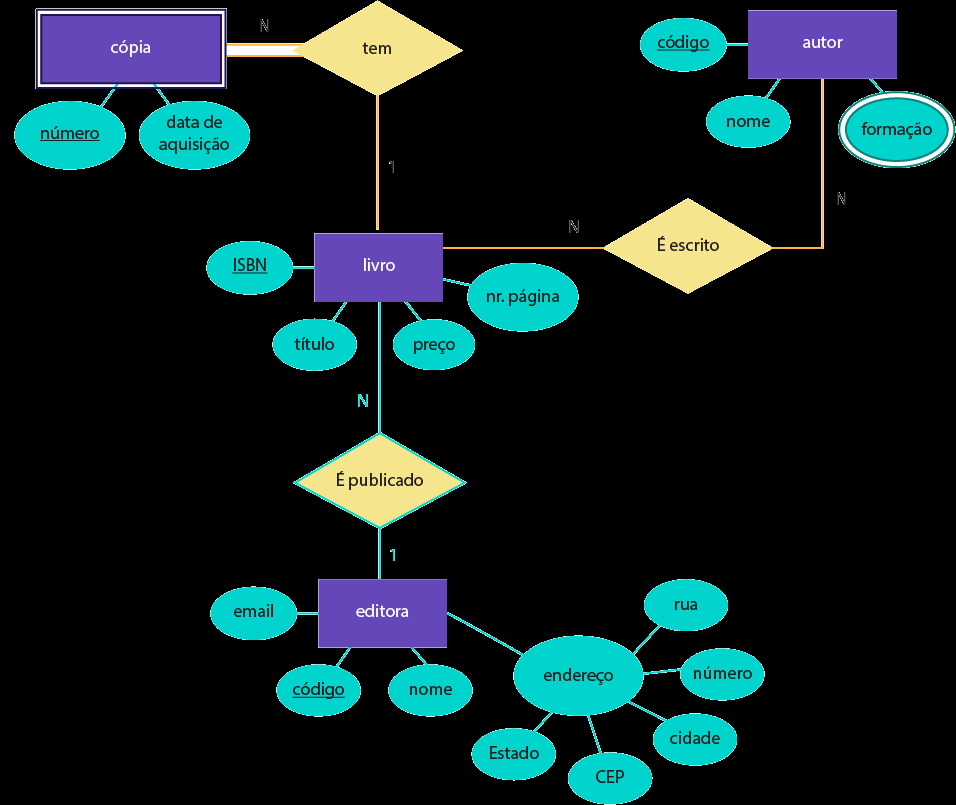 N
cópia
tem
código
autor
número
data de
aquisição
nome
formação
1
N
N
É escrito
ISBN
livro
nr. página
título
preço
N
É publicado
1
email
editora
rua
código
nome
endereço
número
Estado
cidade
CEP